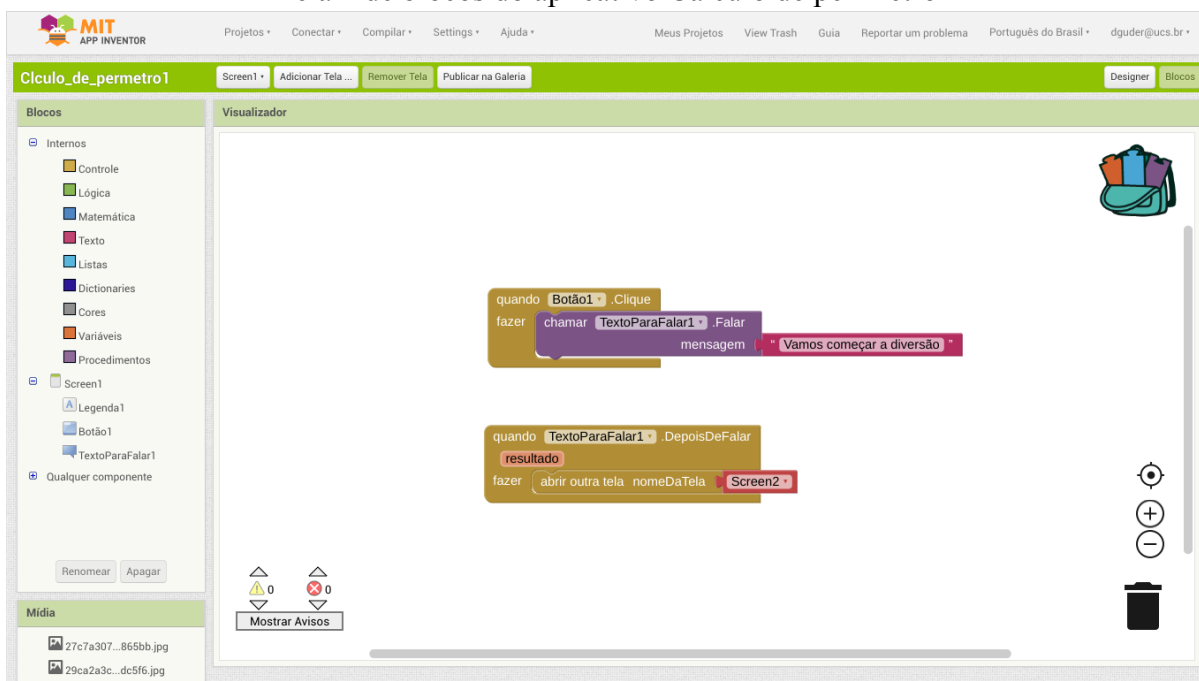 MIT
APP INVENTOR
Projetos
Conectar
Compilar
Settings
Ajuda
Meus Projetos
View Trash
Guia
Reportar um problema
Português do Brasil
dguder@ucs.br
Clculo_de_permetro1
Screen1
Adicionar Tela ...
Remover Tela
Publicar na Galeria
Designer
Blocos
Blocos
Internos
Controle
Lógica
Matemática
Texto
Listas
Dictionaries
Cores
Variáveis
Procedimentos
Screen1
Legenda1
Botão1
TextoParaFalar1
Qualquer componente
Renomear
Apagar
Mídia
27c7a307...865bb.jpg
29ca2a3c...dc5f6.jpg
Visualizador
quando Botão1 .Clique
fazer chamar TextoParaFalar1 .Falar
mensagem " Vamos começar a diversão "
quando TextoParaFalar1 .DepoisDeFalar
resultado
fazer abrir outra tela nomeDaTela Screen2
0 0
Mostrar Avisos